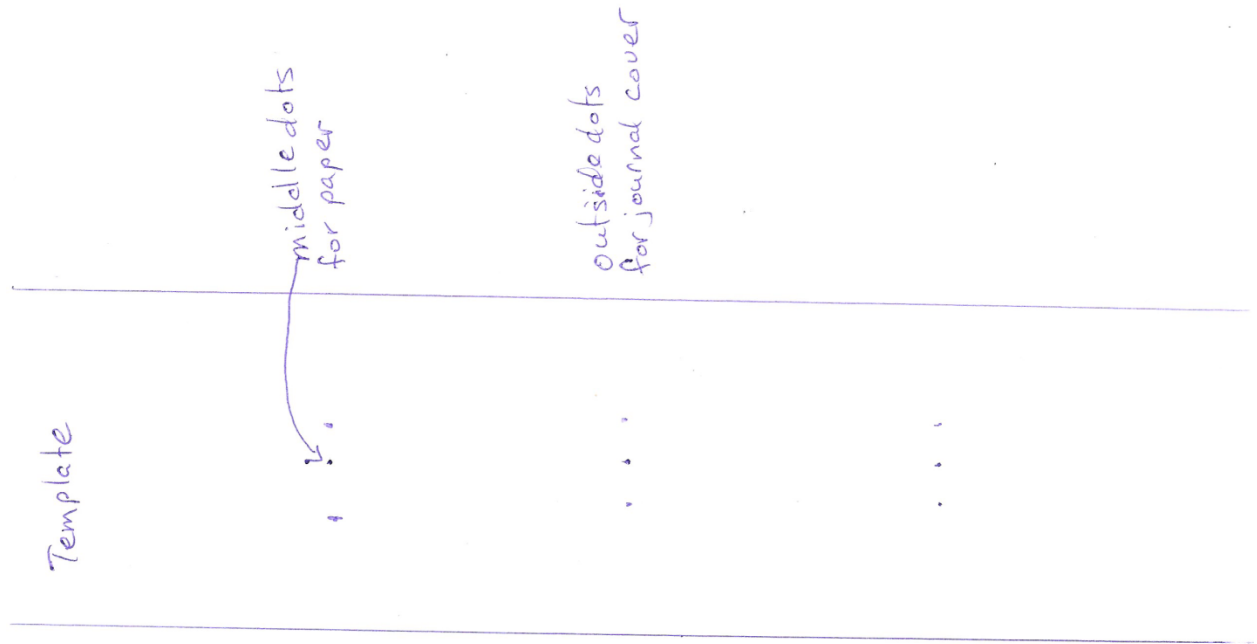 Template
middle dots
for paper
outside dots
for journal cover